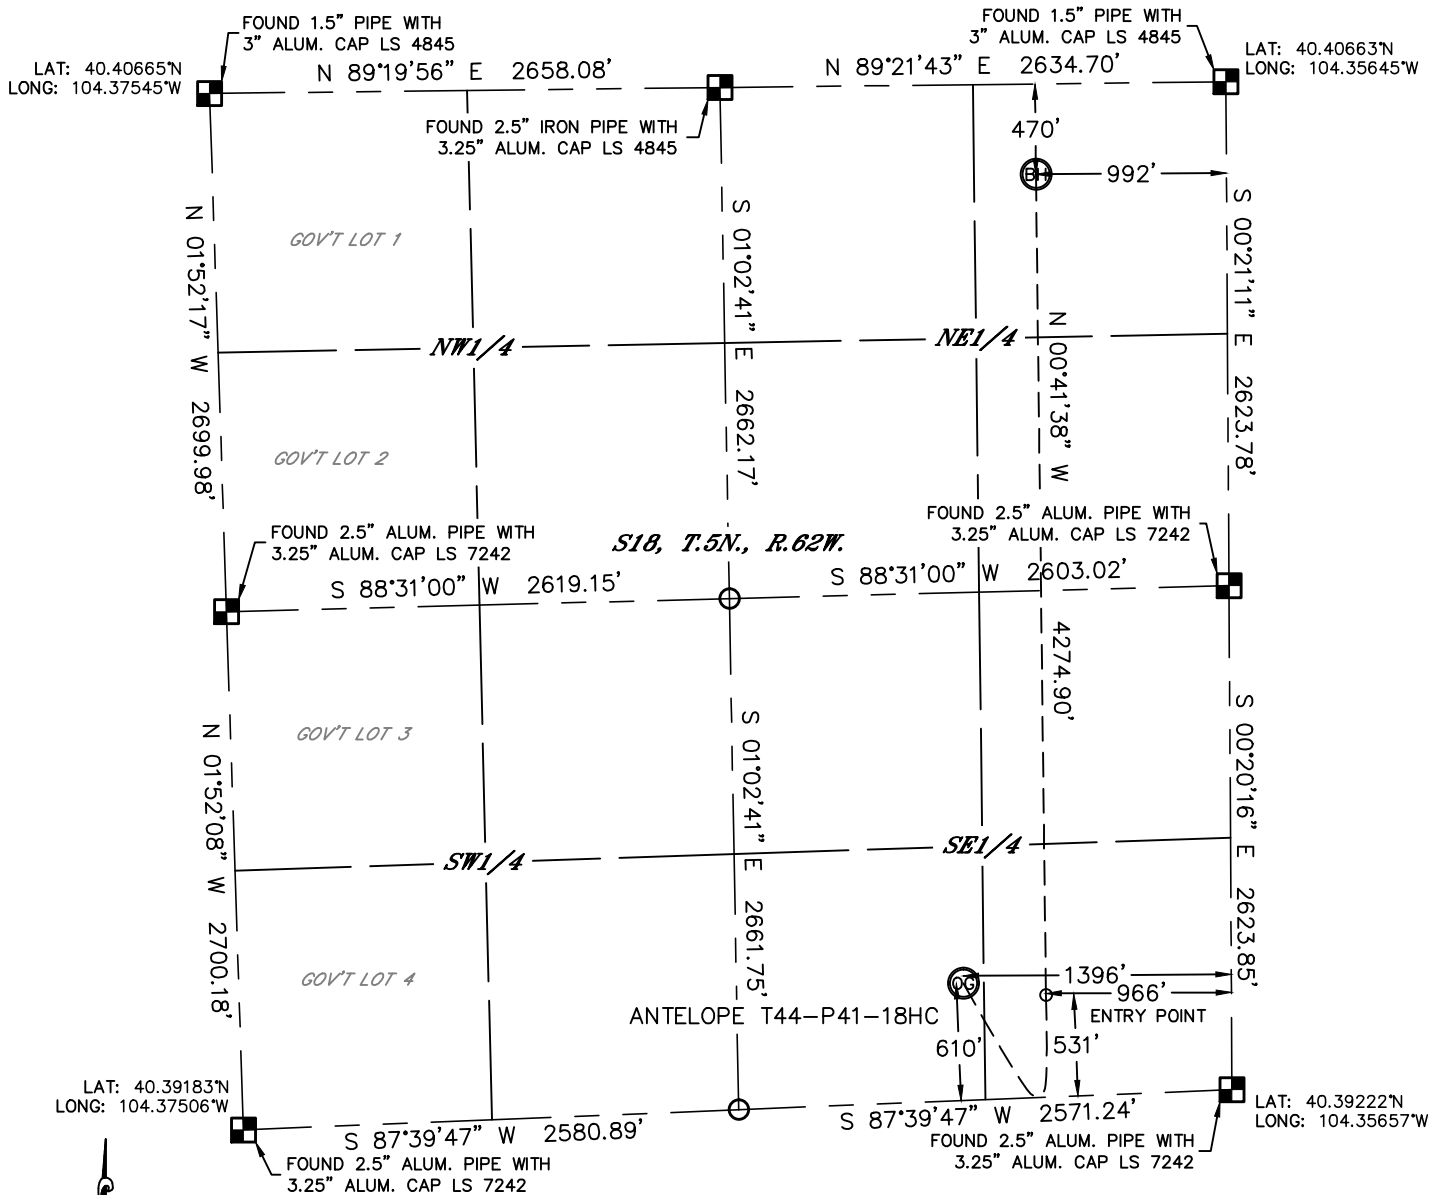 FOUND 1.5" PIPE WITH
3" ALUM. CAP LS 4845
FOUND 1.5" PIPE WITH
3" ALUM. CAP LS 4845
LAT: 40.40665°N
LONG: 104.37545°W
N 89°19'56" E 2658.08'
N 89°21'43" E 2634.70'
LAT: 40.40663°N
LONG: 104.35645°W
FOUND 2.5" IRON PIPE WITH
3.25" ALUM. CAP LS 4845
470'
BH
992'
N 01°52'17" W 2699.98'
GOV'T LOT 1
S 01°02'41" E 2662.17'
S 00°21'11" E 2623.78'
NW1/4
NE1/4
N 00°41'38" W 4274.90'
GOV'T LOT 2
FOUND 2.5" ALUM. PIPE WITH
3.25" ALUM. CAP LS 7242
S18, T.5N., R.62W.
FOUND 2.5" ALUM. PIPE WITH
3.25" ALUM. CAP LS 7242
S 88°31'00" W 2619.15'
S 88°31'00" W 2603.02'
N 01°52'08" W 2700.18'
GOV'T LOT 3
S 01°02'41" E 2661.75'
S 00°20'16" E 2623.85'
SW1/4
SE1/4
GOV'T LOT 4
OG
1396'
966'
ENTRY POINT
ANTELOPE T44-P41-18HC
610'
531'
LAT: 40.39183°N
LONG: 104.37506°W
S 87°39'47" W 2580.89'
S 87°39'47" W 2571.24'
LAT: 40.39222°N
LONG: 104.35657°W
FOUND 2.5" ALUM. PIPE WITH
3.25" ALUM. CAP LS 7242
FOUND 2.5" ALUM. PIPE WITH
3.25" ALUM. CAP LS 7242